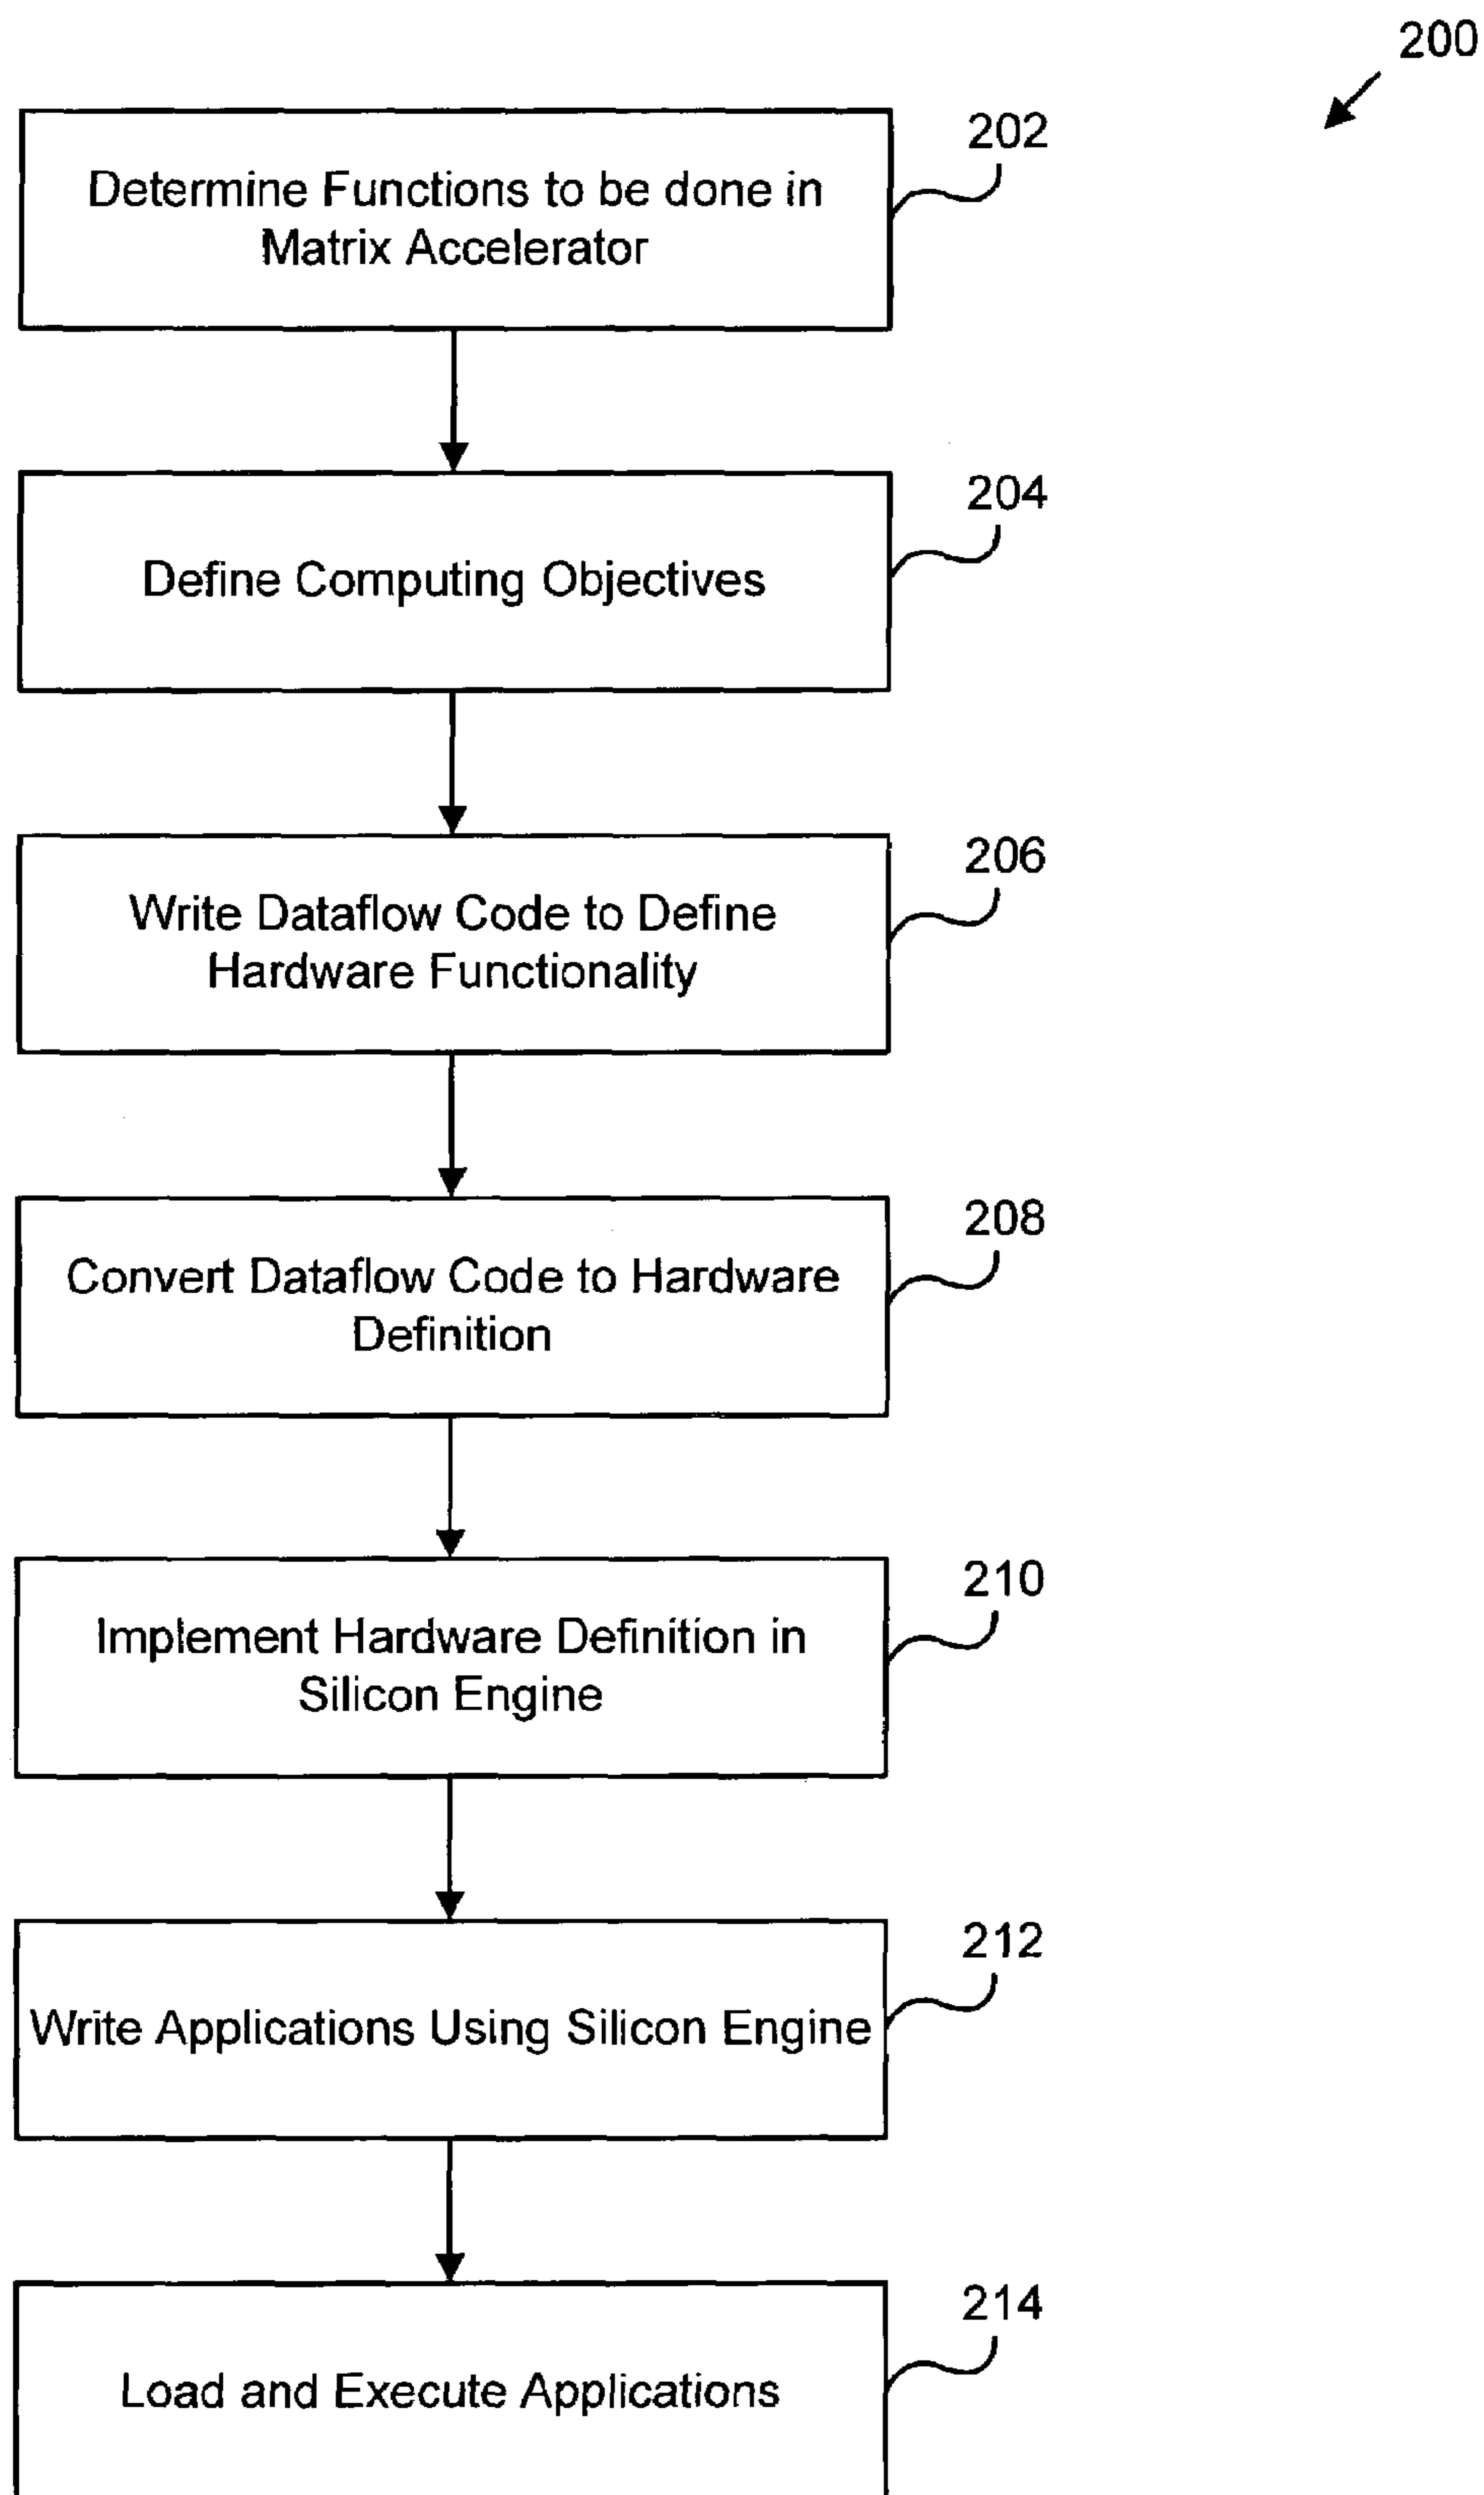 200
202
Determine Functions to be done in
Matrix Accelerator
204
Define Computing Objectives
206
Write Dataflow Code to Define
Hardware Functionality
208
Convert Dataflow Code to Hardware
Definition
210
Implement Hardware Definition in
Silicon Engine
212
Write Applications Using Silicon Engine
214
Load and Execute Applications